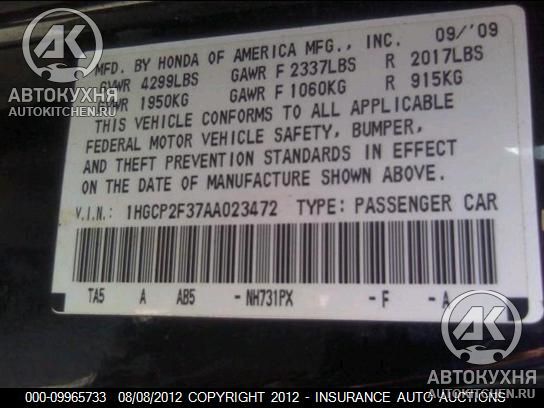 MFD. BY HONDA OF AMERICA MFG., INC. 09/'09
GVWR 4299LBS GAWR F 2337LBS R 2017LBS
1950KG GAWR F 1060KG R 915KG
THIS VEHICLE CONFORMS TO ALL APPLICABLE
FEDERAL MOTOR VEHICLE SAFETY, BUMPER,
AND THEFT PREVENTION STANDARDS IN EFFECT
ON THE DATE OF MANUFACTURE SHOWN ABOVE.
V.I.N.: 1HGCP2F37AA023472 TYPE: PASSENGER CAR
TA5 A AB5 -NH731PX -F -A
АВТОКУХНЯ
AUTOKITCHEN.RU
АК
АВТОКУХНЯ
AUTOKITCHEN.RU
000-09965733 08/08/2012 COPYRIGHT 2012 - INSURANCE AUTO AUCTIONS